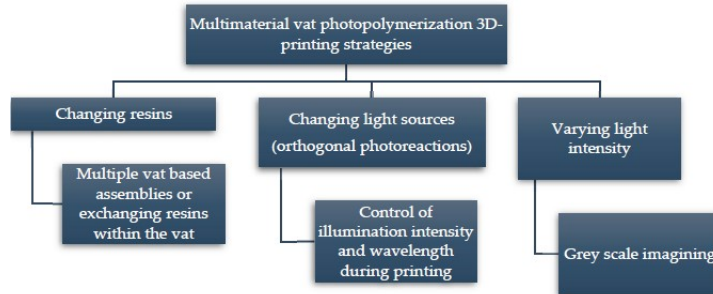 Multimaterial vat photopolymerization 3D-
printing strategies
Changing resins
Changing light sources
(orthogonal photoreactions)
Varying light
intensity
Multiple vat based
assemblies or
exchanging resins
within the vat
Control of
illumination intensity
and wavelength
during printing
Grey scale imagining